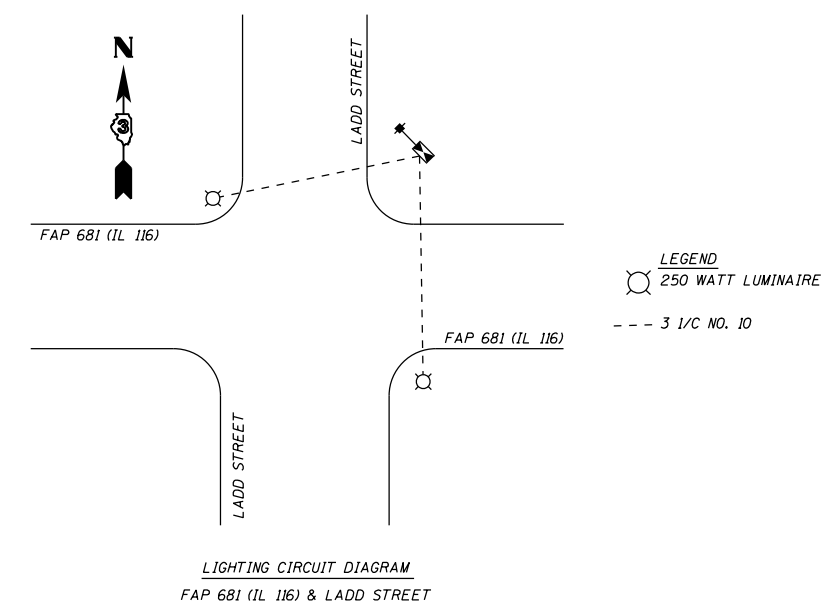 N
3
LADD STREET
FAP 681 (IL 116)
LEGEND
250 WATT LUMINAIRE
3 1/C NO. 10
FAP 681 (IL 116)
LADD STREET
LIGHTING CIRCUIT DIAGRAM
FAP 681 (IL 116) & LADD STREET